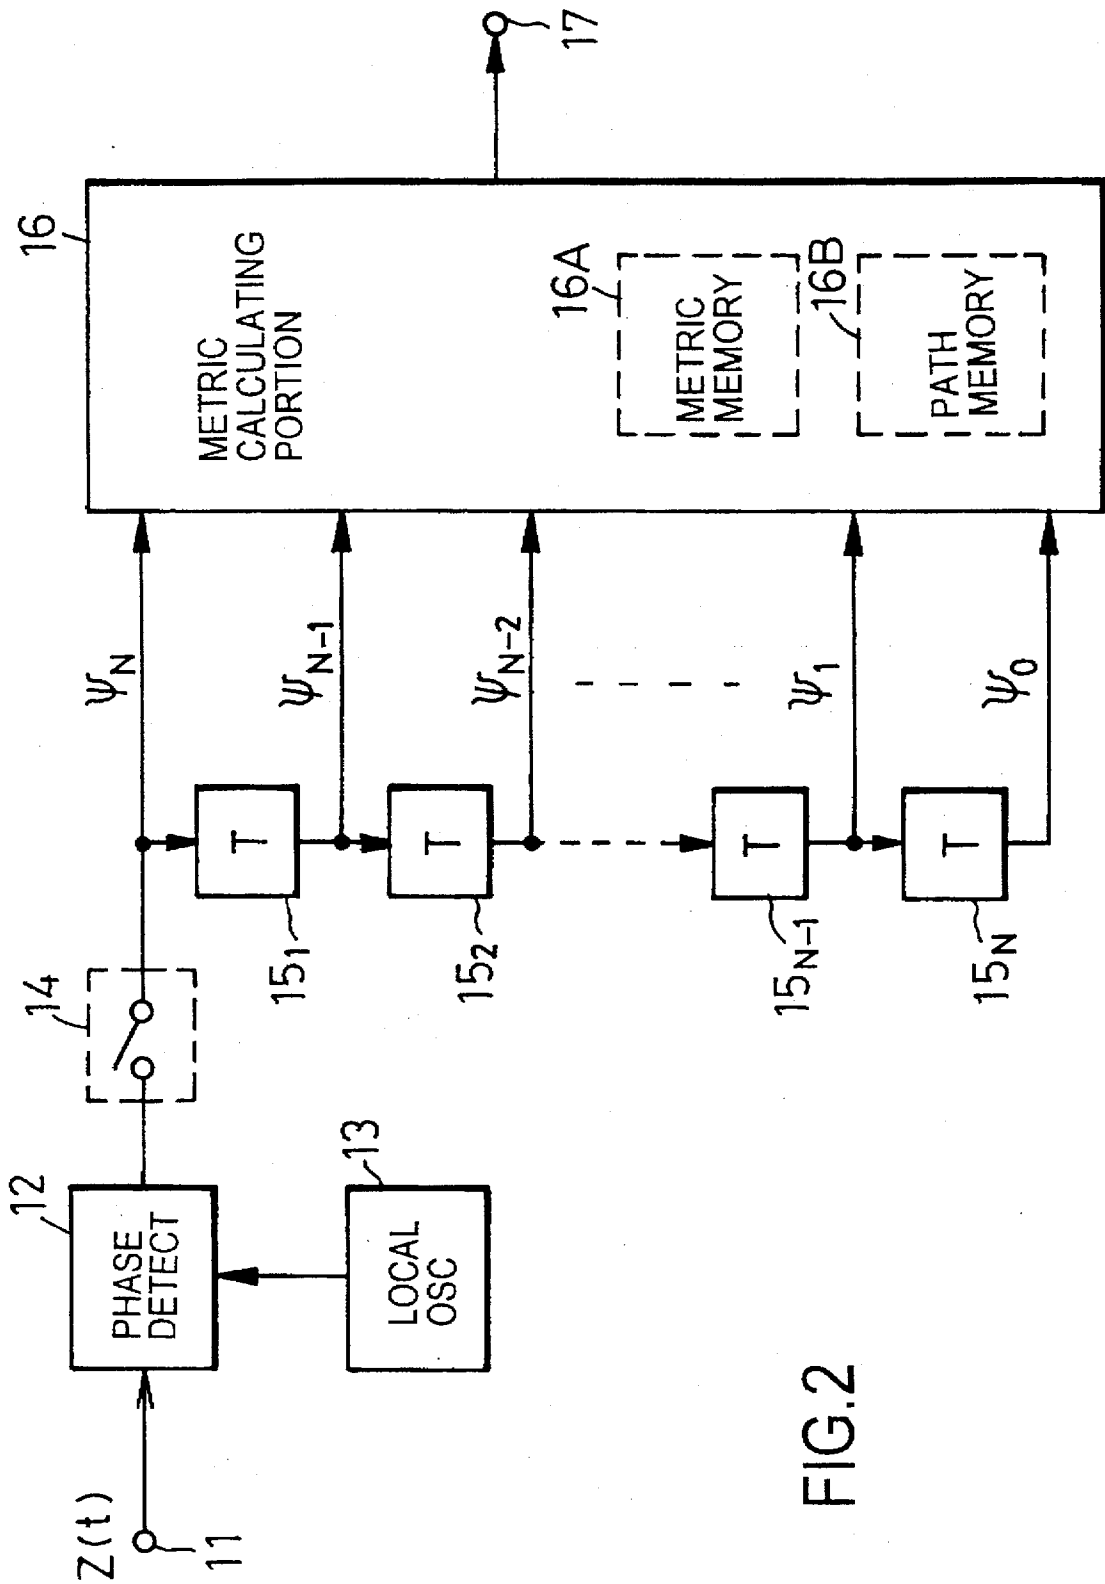 Z(t)
11
12
PHASE
DETECT
13
LOCAL
OSC
14
15₁
T
15₂
T
15N-1
T
15N
T
ΨN
ΨN-1
ΨN-2
Ψ1
Ψ0
16
METRIC
CALCULATING
PORTION
16A
METRIC
MEMORY
16B
PATH
MEMORY
17
FIG.2